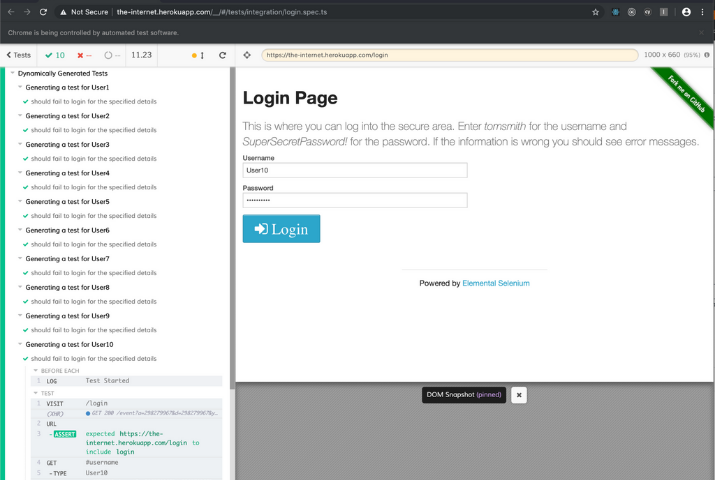 Not Secure | the-internet.herokuapp.com/__/#/tests/integration/login.spec.ts
Chrome is being controlled by automated test software.
Tests
10
--
--
11.23
https://the-internet.herokuapp.com/login
1000 x 660 (95%)
Dynamically Generated Tests
Generating a test for User1
should fail to login for the specified details
Generating a test for User2
should fail to login for the specified details
Generating a test for User3
should fail to login for the specified details
Generating a test for User4
should fail to login for the specified details
Generating a test for User5
should fail to login for the specified details
Generating a test for User6
should fail to login for the specified details
Generating a test for User7
should fail to login for the specified details
Generating a test for User8
should fail to login for the specified details
Generating a test for User9
should fail to login for the specified details
Generating a test for User10
should fail to login for the specified details
BEFORE EACH
1 LOG Test Started
TEST
1 VISIT /login
(XHR) GET 200 /event?a=298279967&d=298279967&y...
2 URL
3 - ASSERT expected https://the-
internet.herokuapp.com/login to
include login
4 GET #username
5 -TYPE User10
Fork me on GitHub
Login Page
This is where you can log into the secure area. Enter tomsmith for the username and
SuperSecretPassword! for the password. If the information is wrong you should see error messages.
Username
User10
Password
Login
Powered by Elemental Selenium
DOM Snapshot (pinned)